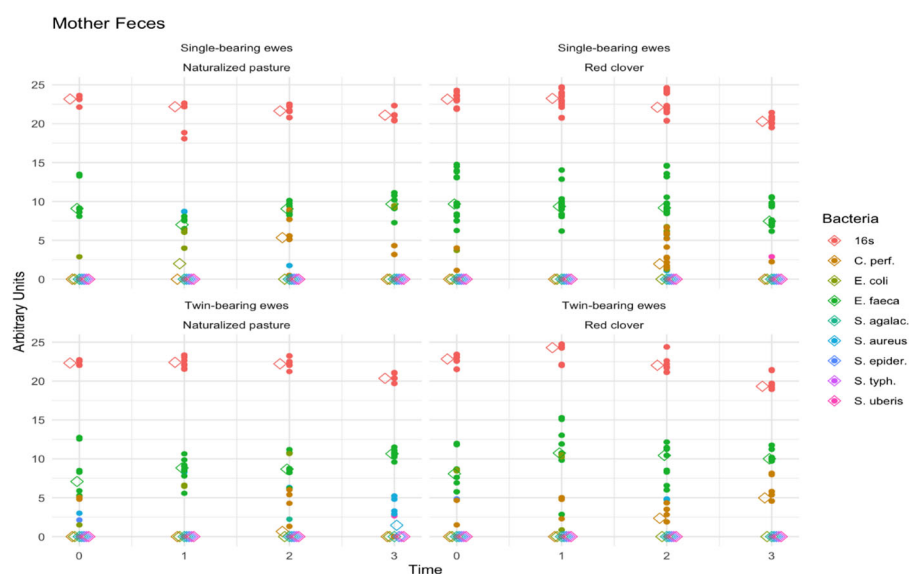 Mother Feces
Single-bearing ewes Single-bearing ewes
Naturalized pasture Red clover
25
20
15
10
5
0
Twin-bearing ewes Twin-bearing ewes
Naturalized pasture Red clover
25
20
15
10
5
0
0 1 2 3 0 1 2 3
Time
Arbitrary Units
Bacteria
16s
C. perf.
E. coli
E. faeca
S. agalac.
S. aureus
S. epider.
S. typh.
S. uberis